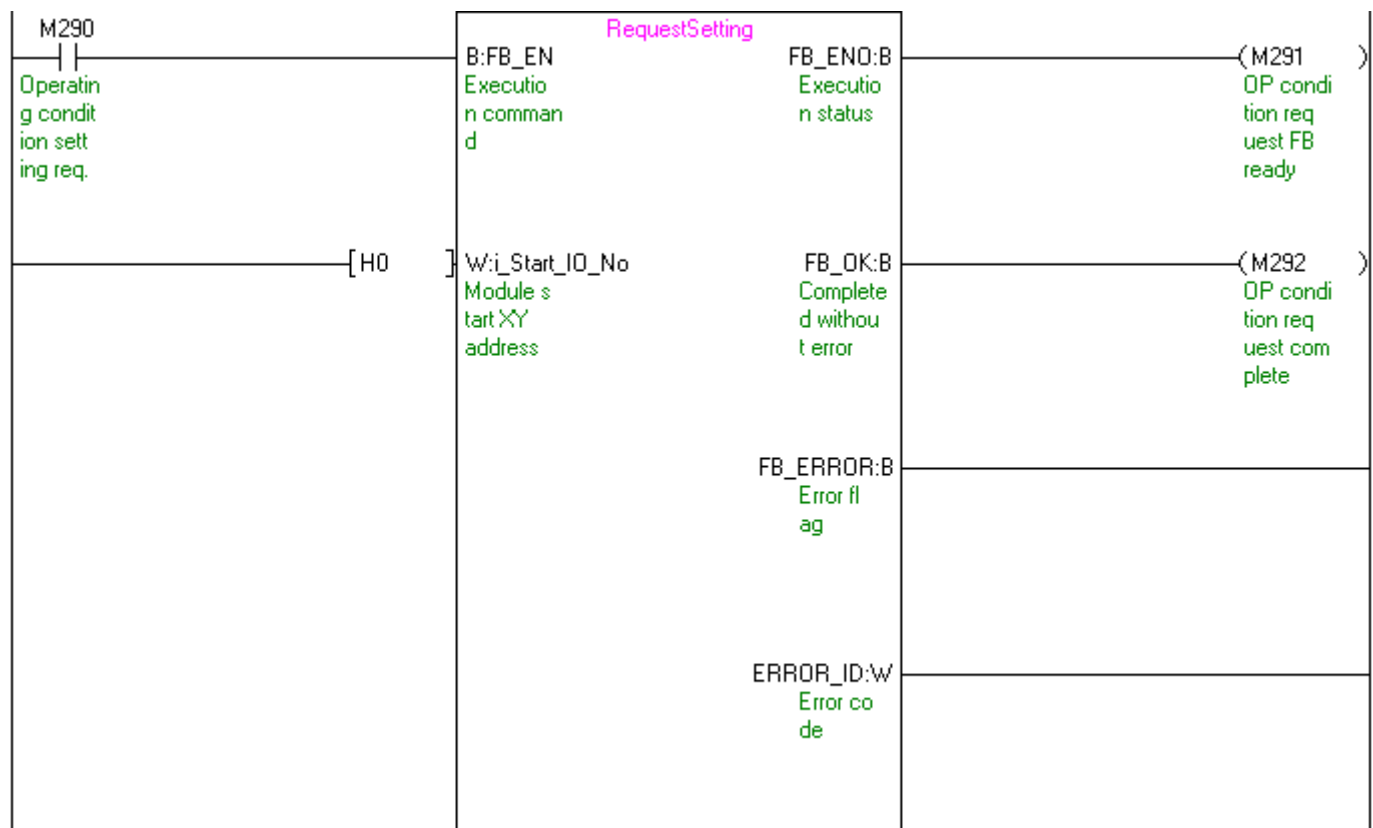 M290
RequestSetting
B:FB_EN
FB_ENO:B
(M291 )
Operatin
g condit
ion sett
ing req.
Executio
n comman
d
Executio
n status
OP condi
tion req
uest FB
ready
[H0 ]
W:i_Start_IO_No
FB_OK:B
(M292 )
Module s
tart XY
address
Complete
d withou
t error
OP condi
tion req
uest com
plete
FB_ERROR:B
Error fl
ag
ERROR_ID:W
Error co
de